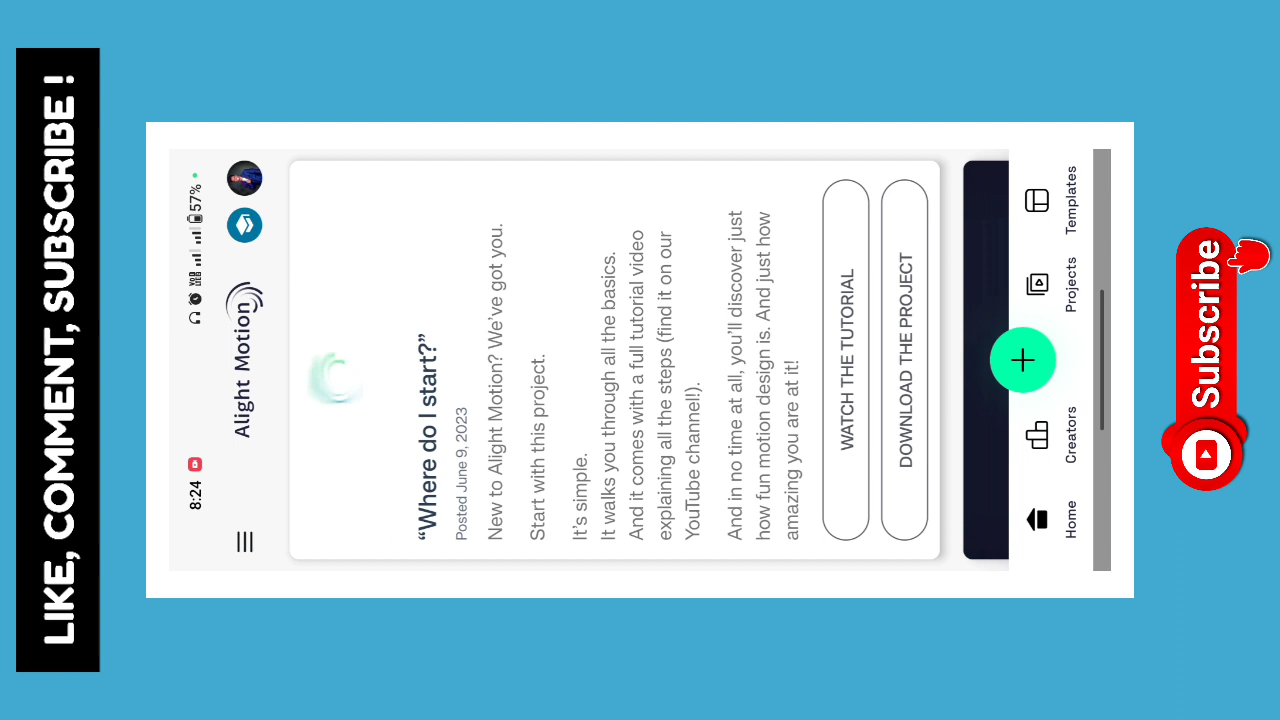 LIKE, COMMENT, SUBSCRIBE !
8:24
57%
Alight Motion
“Where do I start?”
Posted June 9, 2023
New to Alight Motion? We’ve got you.
Start with this project.
It’s simple.
It walks you through all the basics.
And it comes with a full tutorial video
explaining all the steps (find it on our
YouTube channel!).
And in no time at all, you’ll discover just
how fun motion design is. And just how
amazing you are at it!
WATCH THE TUTORIAL
DOWNLOAD THE PROJECT
Home
Creators
Projects
Templates
Subscribe